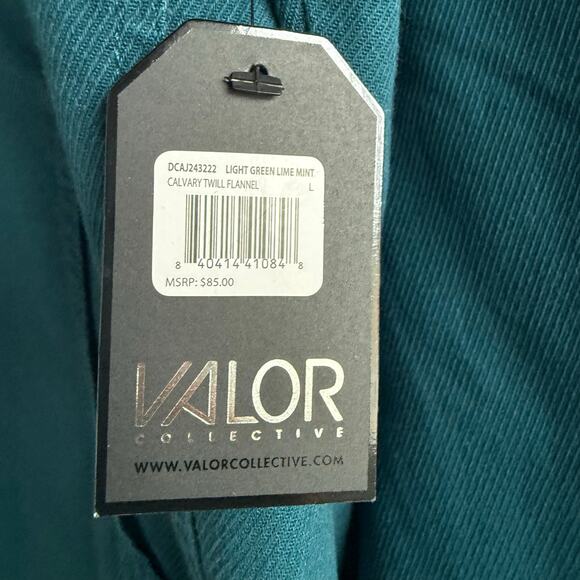 DCAJ243222 LIGHT GREEN LIME MINT
CALVARY TWILL FLANNEL L
8 40414 41084 8
MSRP: $85.00
VALOR
COLLECTIVE
WWW.VALORCOLLECTIVE.COM